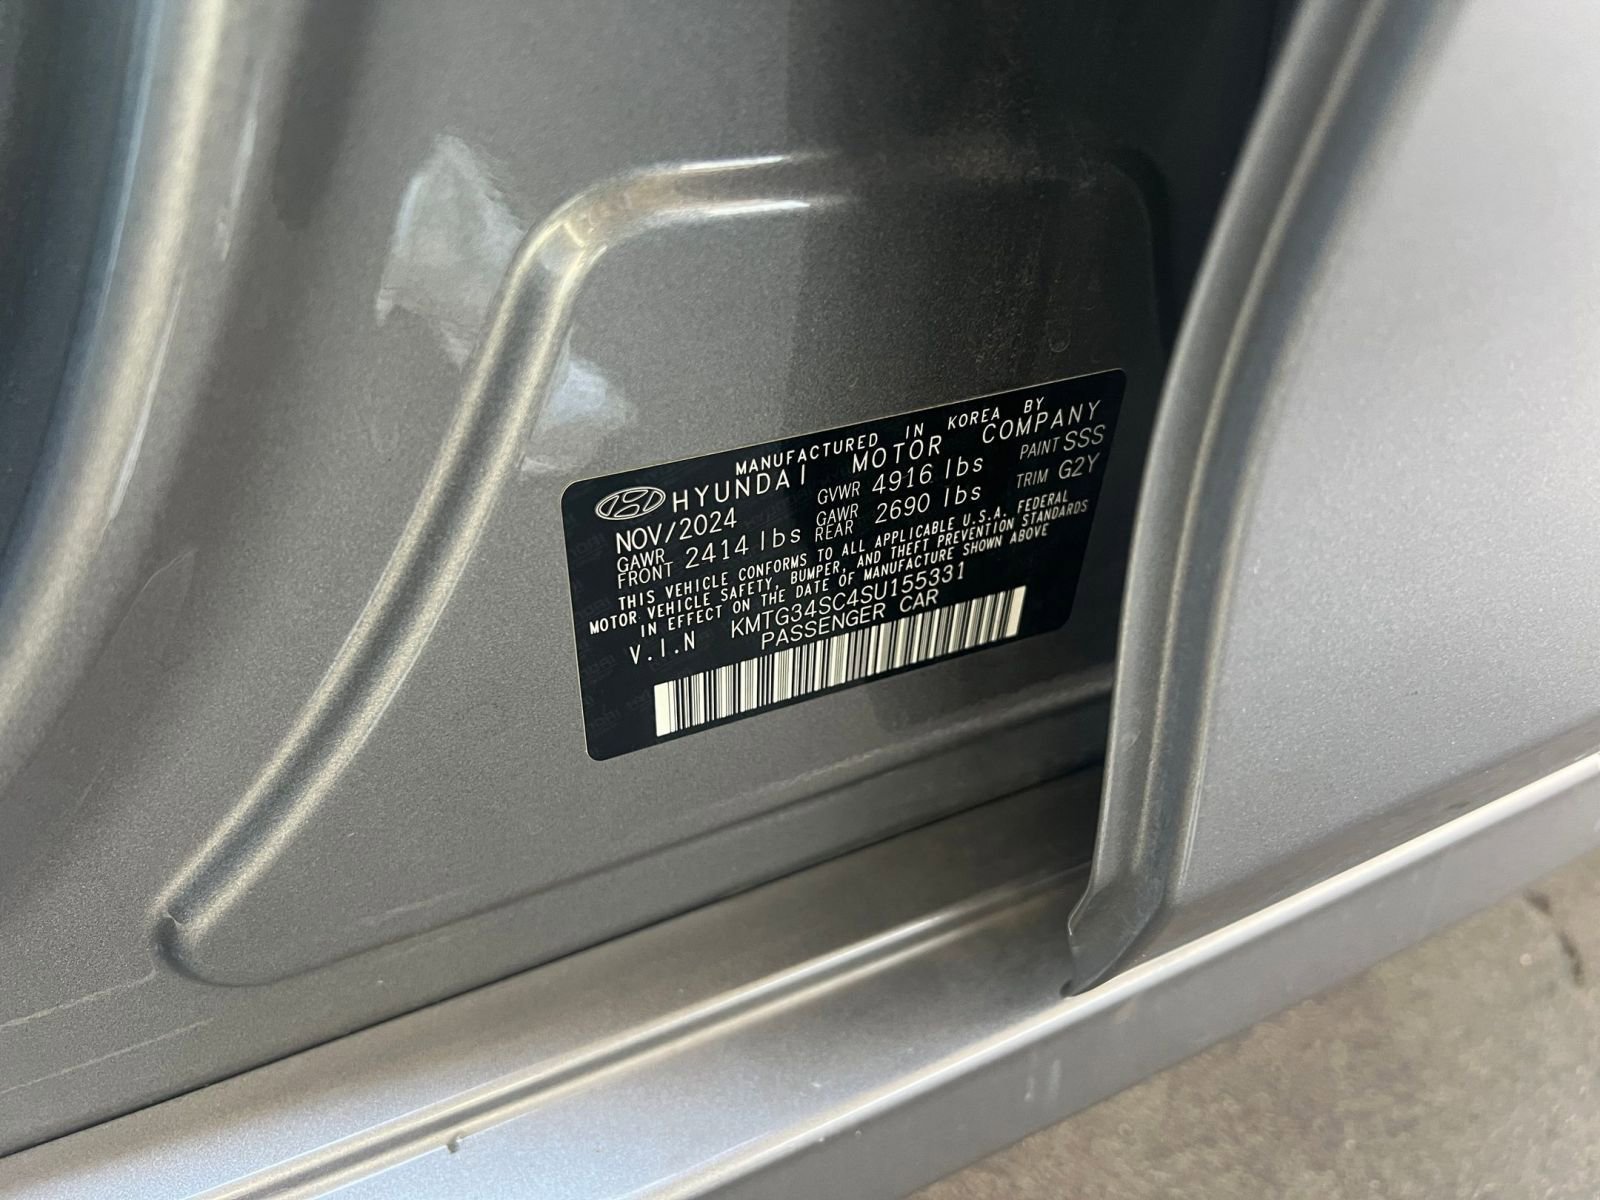 MANUFACTURED IN KOREA BY
HYUNDAI MOTOR COMPANY
NOV/2024 GVWR 4916 lbs PAINT SSS
GAWR FRONT 2414 lbs GAWR REAR 2690 lbs TRIM G2Y
THIS VEHICLE CONFORMS TO ALL APPLICABLE U.S.A. FEDERAL
MOTOR VEHICLE SAFETY, BUMPER, AND THEFT PREVENTION STANDARDS
IN EFFECT ON THE DATE OF MANUFACTURE SHOWN ABOVE
V.I.N KMTG34SC4SU155331
PASSENGER CAR